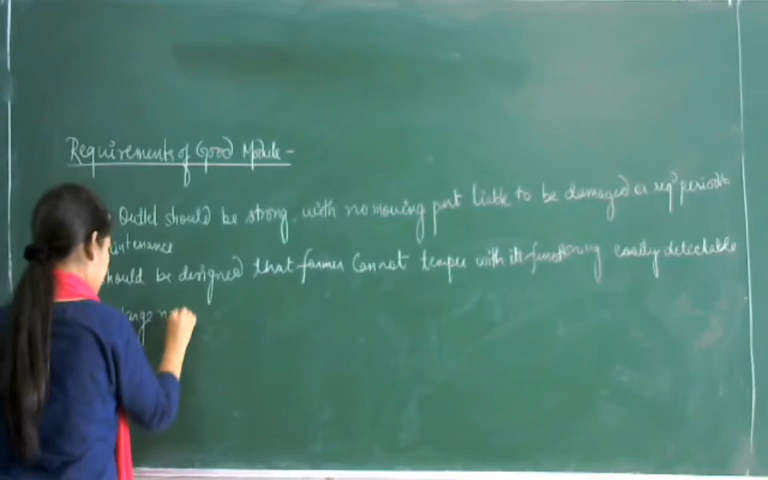 Requirements of Good Module -
Outlet should be strong, with no moving part liable to be damaged or reqd periodic
intenance
hould be designed that farmer Cannot temper with its functioning easily detectable